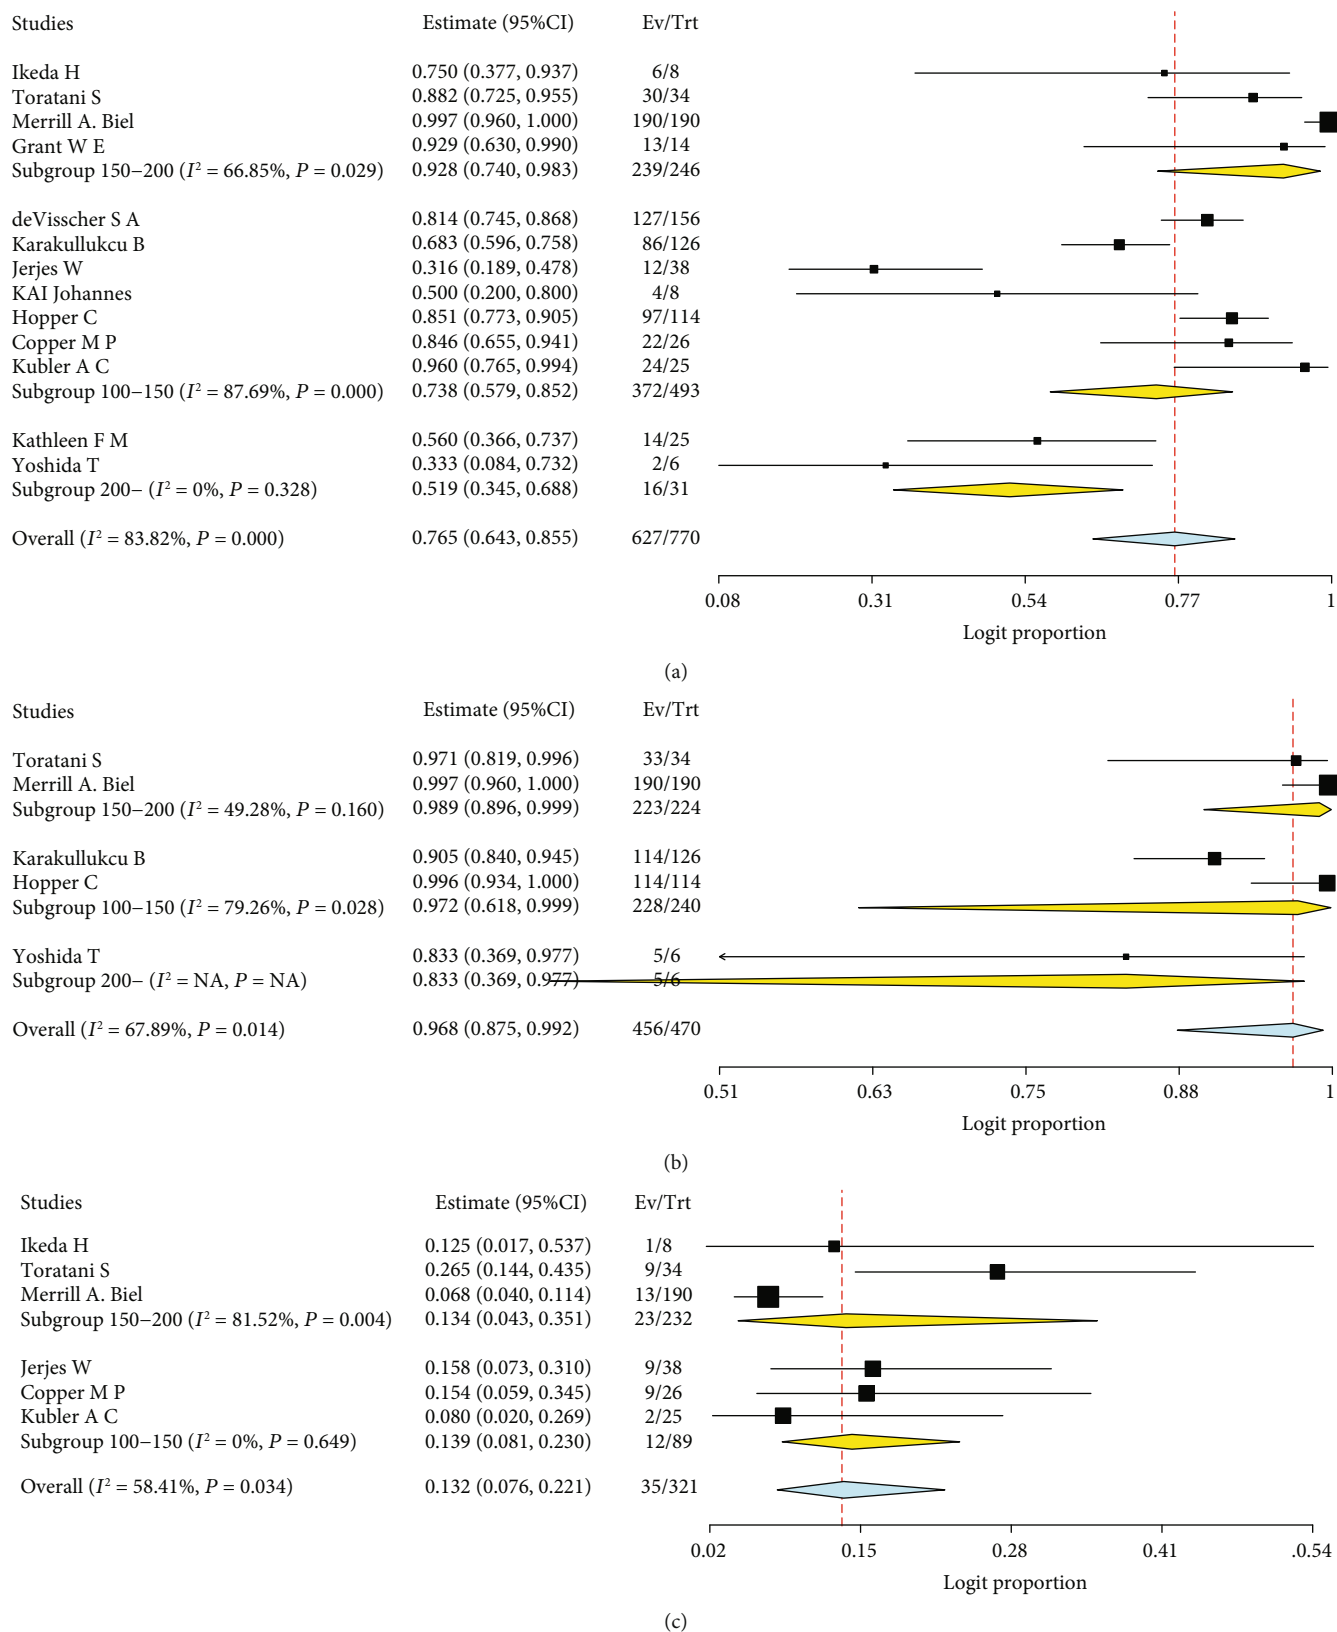 Studies Estimate (95%CI) Ev/Trt
Ikeda H 0.750 (0.377, 0.937) 6/8
Toratani S 0.882 (0.725, 0.955) 30/34
Merrill A. Biel 0.997 (0.960, 1.000) 190/190
Grant W E 0.929 (0.630, 0.990) 13/14
Subgroup 150−200 (I² = 66.85%, P = 0.029) 0.928 (0.740, 0.983) 239/246
deVisscher S A 0.814 (0.745, 0.868) 127/156
Karakullukcu B 0.683 (0.596, 0.758) 86/126
Jerjes W 0.316 (0.189, 0.478) 12/38
KAI Johannes 0.500 (0.200, 0.800) 4/8
Hopper C 0.851 (0.773, 0.905) 97/114
Copper M P 0.846 (0.655, 0.941) 22/26
Kubler A C 0.960 (0.765, 0.994) 24/25
Subgroup 100−150 (I² = 87.69%, P = 0.000) 0.738 (0.579, 0.852) 372/493
Kathleen F M 0.560 (0.366, 0.737) 14/25
Yoshida T 0.333 (0.084, 0.732) 2/6
Subgroup 200− (I² = 0%, P = 0.328) 0.519 (0.345, 0.688) 16/31
Overall (I² = 83.82%, P = 0.000) 0.765 (0.643, 0.855) 627/770
0.08 0.31 0.54 0.77 1
Logit proportion
(a)
Studies Estimate (95%CI) Ev/Trt
Toratani S 0.971 (0.819, 0.996) 33/34
Merrill A. Biel 0.997 (0.960, 1.000) 190/190
Subgroup 150−200 (I² = 49.28%, P = 0.160) 0.989 (0.896, 0.999) 223/224
Karakullukcu B 0.905 (0.840, 0.945) 114/126
Hopper C 0.996 (0.934, 1.000) 114/114
Subgroup 100−150 (I² = 79.26%, P = 0.028) 0.972 (0.618, 0.999) 228/240
Yoshida T 0.833 (0.369, 0.977) 5/6
Subgroup 200− (I² = NA, P = NA) 0.833 (0.369, 0.977) 5/6
Overall (I² = 67.89%, P = 0.014) 0.968 (0.875, 0.992) 456/470
0.51 0.63 0.75 0.88 1
Logit proportion
(b)
Studies Estimate (95%CI) Ev/Trt
Ikeda H 0.125 (0.017, 0.537) 1/8
Toratani S 0.265 (0.144, 0.435) 9/34
Merrill A. Biel 0.068 (0.040, 0.114) 13/190
Subgroup 150−200 (I² = 81.52%, P = 0.004) 0.134 (0.043, 0.351) 23/232
Jerjes W 0.158 (0.073, 0.310) 9/38
Copper M P 0.154 (0.059, 0.345) 9/26
Kubler A C 0.080 (0.020, 0.269) 2/25
Subgroup 100−150 (I² = 0%, P = 0.649) 0.139 (0.081, 0.230) 12/89
Overall (I² = 58.41%, P = 0.034) 0.132 (0.076, 0.221) 35/321
0.02 0.15 0.28 0.41 .0.54
Logit proportion
(c)